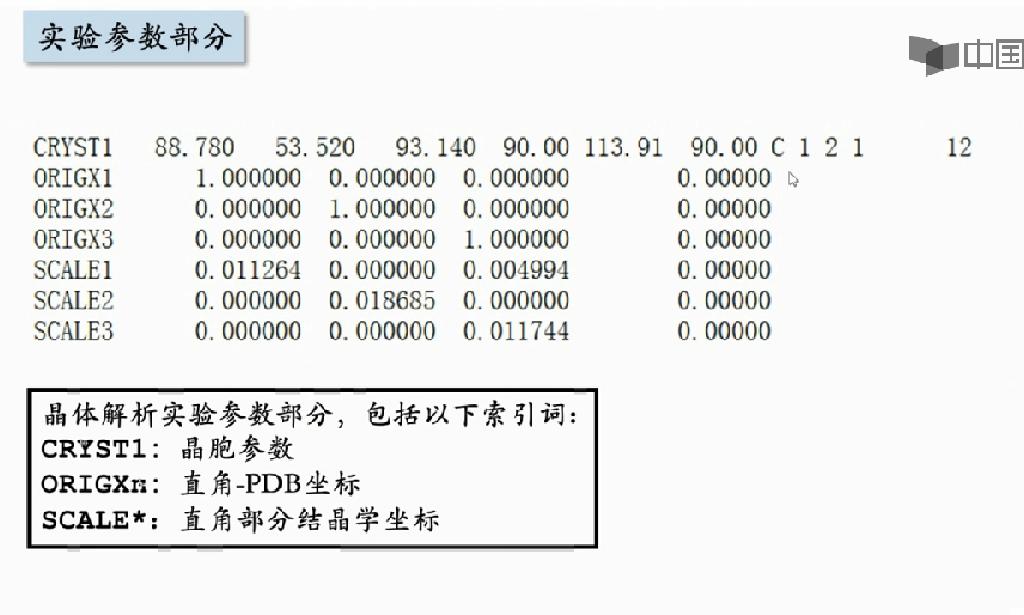 实验参数部分
中国
CRYST1 88.780 53.520 93.140 90.00 113.91 90.00 C 1 2 1 12
ORIGX1 1.000000 0.000000 0.000000 0.00000
ORIGX2 0.000000 1.000000 0.000000 0.00000
ORIGX3 0.000000 0.000000 1.000000 0.00000
SCALE1 0.011264 0.000000 0.004994 0.00000
SCALE2 0.000000 0.018685 0.000000 0.00000
SCALE3 0.000000 0.000000 0.011744 0.00000
晶体解析实验参数部分，包括以下索引词：
CRYST1: 晶胞参数
ORIGXn: 直角-PDB坐标
SCALE*: 直角部分结晶学坐标